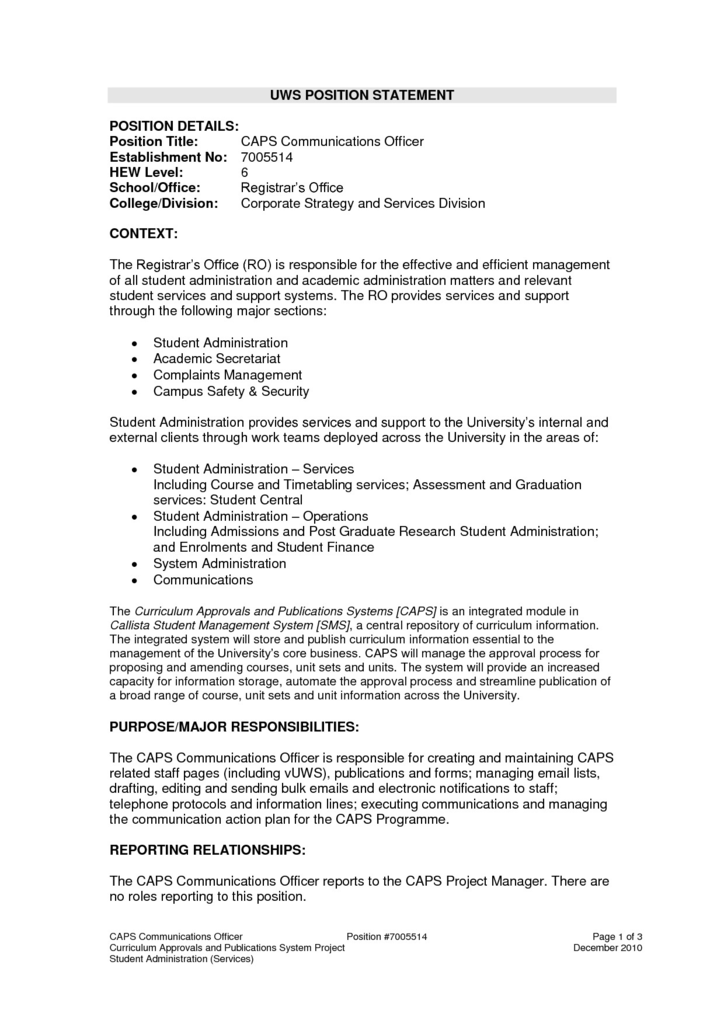 UWS POSITION STATEMENT
POSITION DETAILS:
Position Title: CAPS Communications Officer
Establishment No: 7005514
HEW Level: 6
School/Office: Registrar's Office
College/Division: Corporate Strategy and Services Division
CONTEXT:
The Registrar's Office (RO) is responsible for the effective and efficient management
of all student administration and academic administration matters and relevant
student services and support systems. The RO provides services and support
through the following major sections:
• Student Administration
• Academic Secretariat
• Complaints Management
• Campus Safety & Security
Student Administration provides services and support to the University's internal and
external clients through work teams deployed across the University in the areas of:
• Student Administration – Services
Including Course and Timetabling services; Assessment and Graduation
services: Student Central
• Student Administration – Operations
Including Admissions and Post Graduate Research Student Administration;
and Enrolments and Student Finance
• System Administration
• Communications
The Curriculum Approvals and Publications Systems [CAPS] is an integrated module in
Callista Student Management System [SMS], a central repository of curriculum information.
The integrated system will store and publish curriculum information essential to the
management of the University's core business. CAPS will manage the approval process for
proposing and amending courses, unit sets and units. The system will provide an increased
capacity for information storage, automate the approval process and streamline publication of
a broad range of course, unit sets and unit information across the University.
PURPOSE/MAJOR RESPONSIBILITIES:
The CAPS Communications Officer is responsible for creating and maintaining CAPS
related staff pages (including vUWS), publications and forms; managing email lists,
drafting, editing and sending bulk emails and electronic notifications to staff;
telephone protocols and information lines; executing communications and managing
the communication action plan for the CAPS Programme.
REPORTING RELATIONSHIPS:
The CAPS Communications Officer reports to the CAPS Project Manager. There are
no roles reporting to this position.
CAPS Communications Officer Position #7005514 Page 1 of 3
Curriculum Approvals and Publications System Project December 2010
Student Administration (Services)